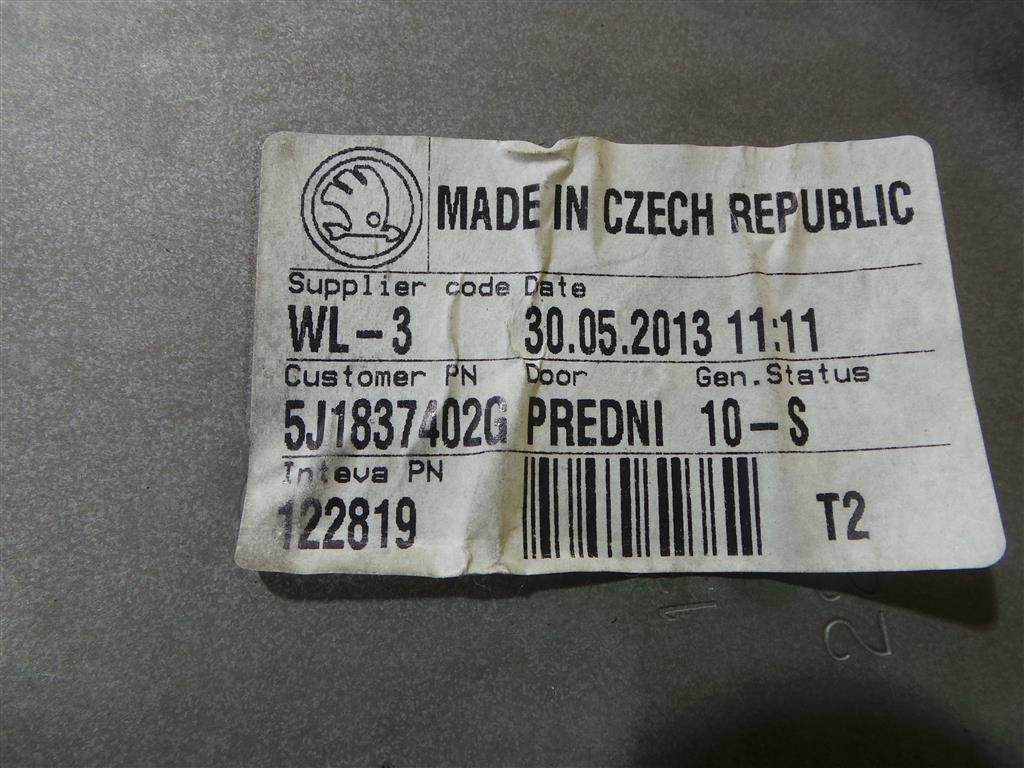 MADE IN CZECH REPUBLIC
Supplier code Date
WL-3 30.05.2013 11:11
Customer PN Door Gen.Status
5J1837402G PREDNI 10-S
Inteva PN
122819 T2